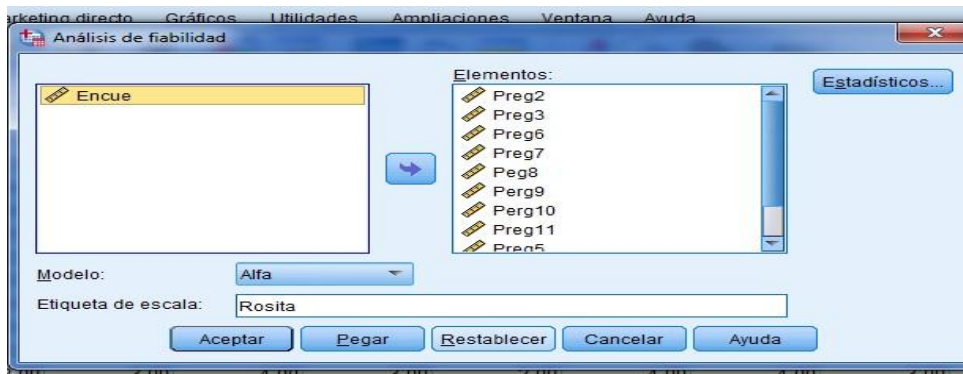 arketing directo Gráficos Utilidades Ampliaciones Ventana Ayuda
Análisis de fiabilidad
Encue
Elementos:
Preg2
Preg3
Preg6
Preg7
Peg8
Perg9
Perg10
Preg11
Preg5
Estadísticos...
Modelo: Alfa
Etiqueta de escala: Rosita
Aceptar Pegar Restablecer Cancelar Ayuda